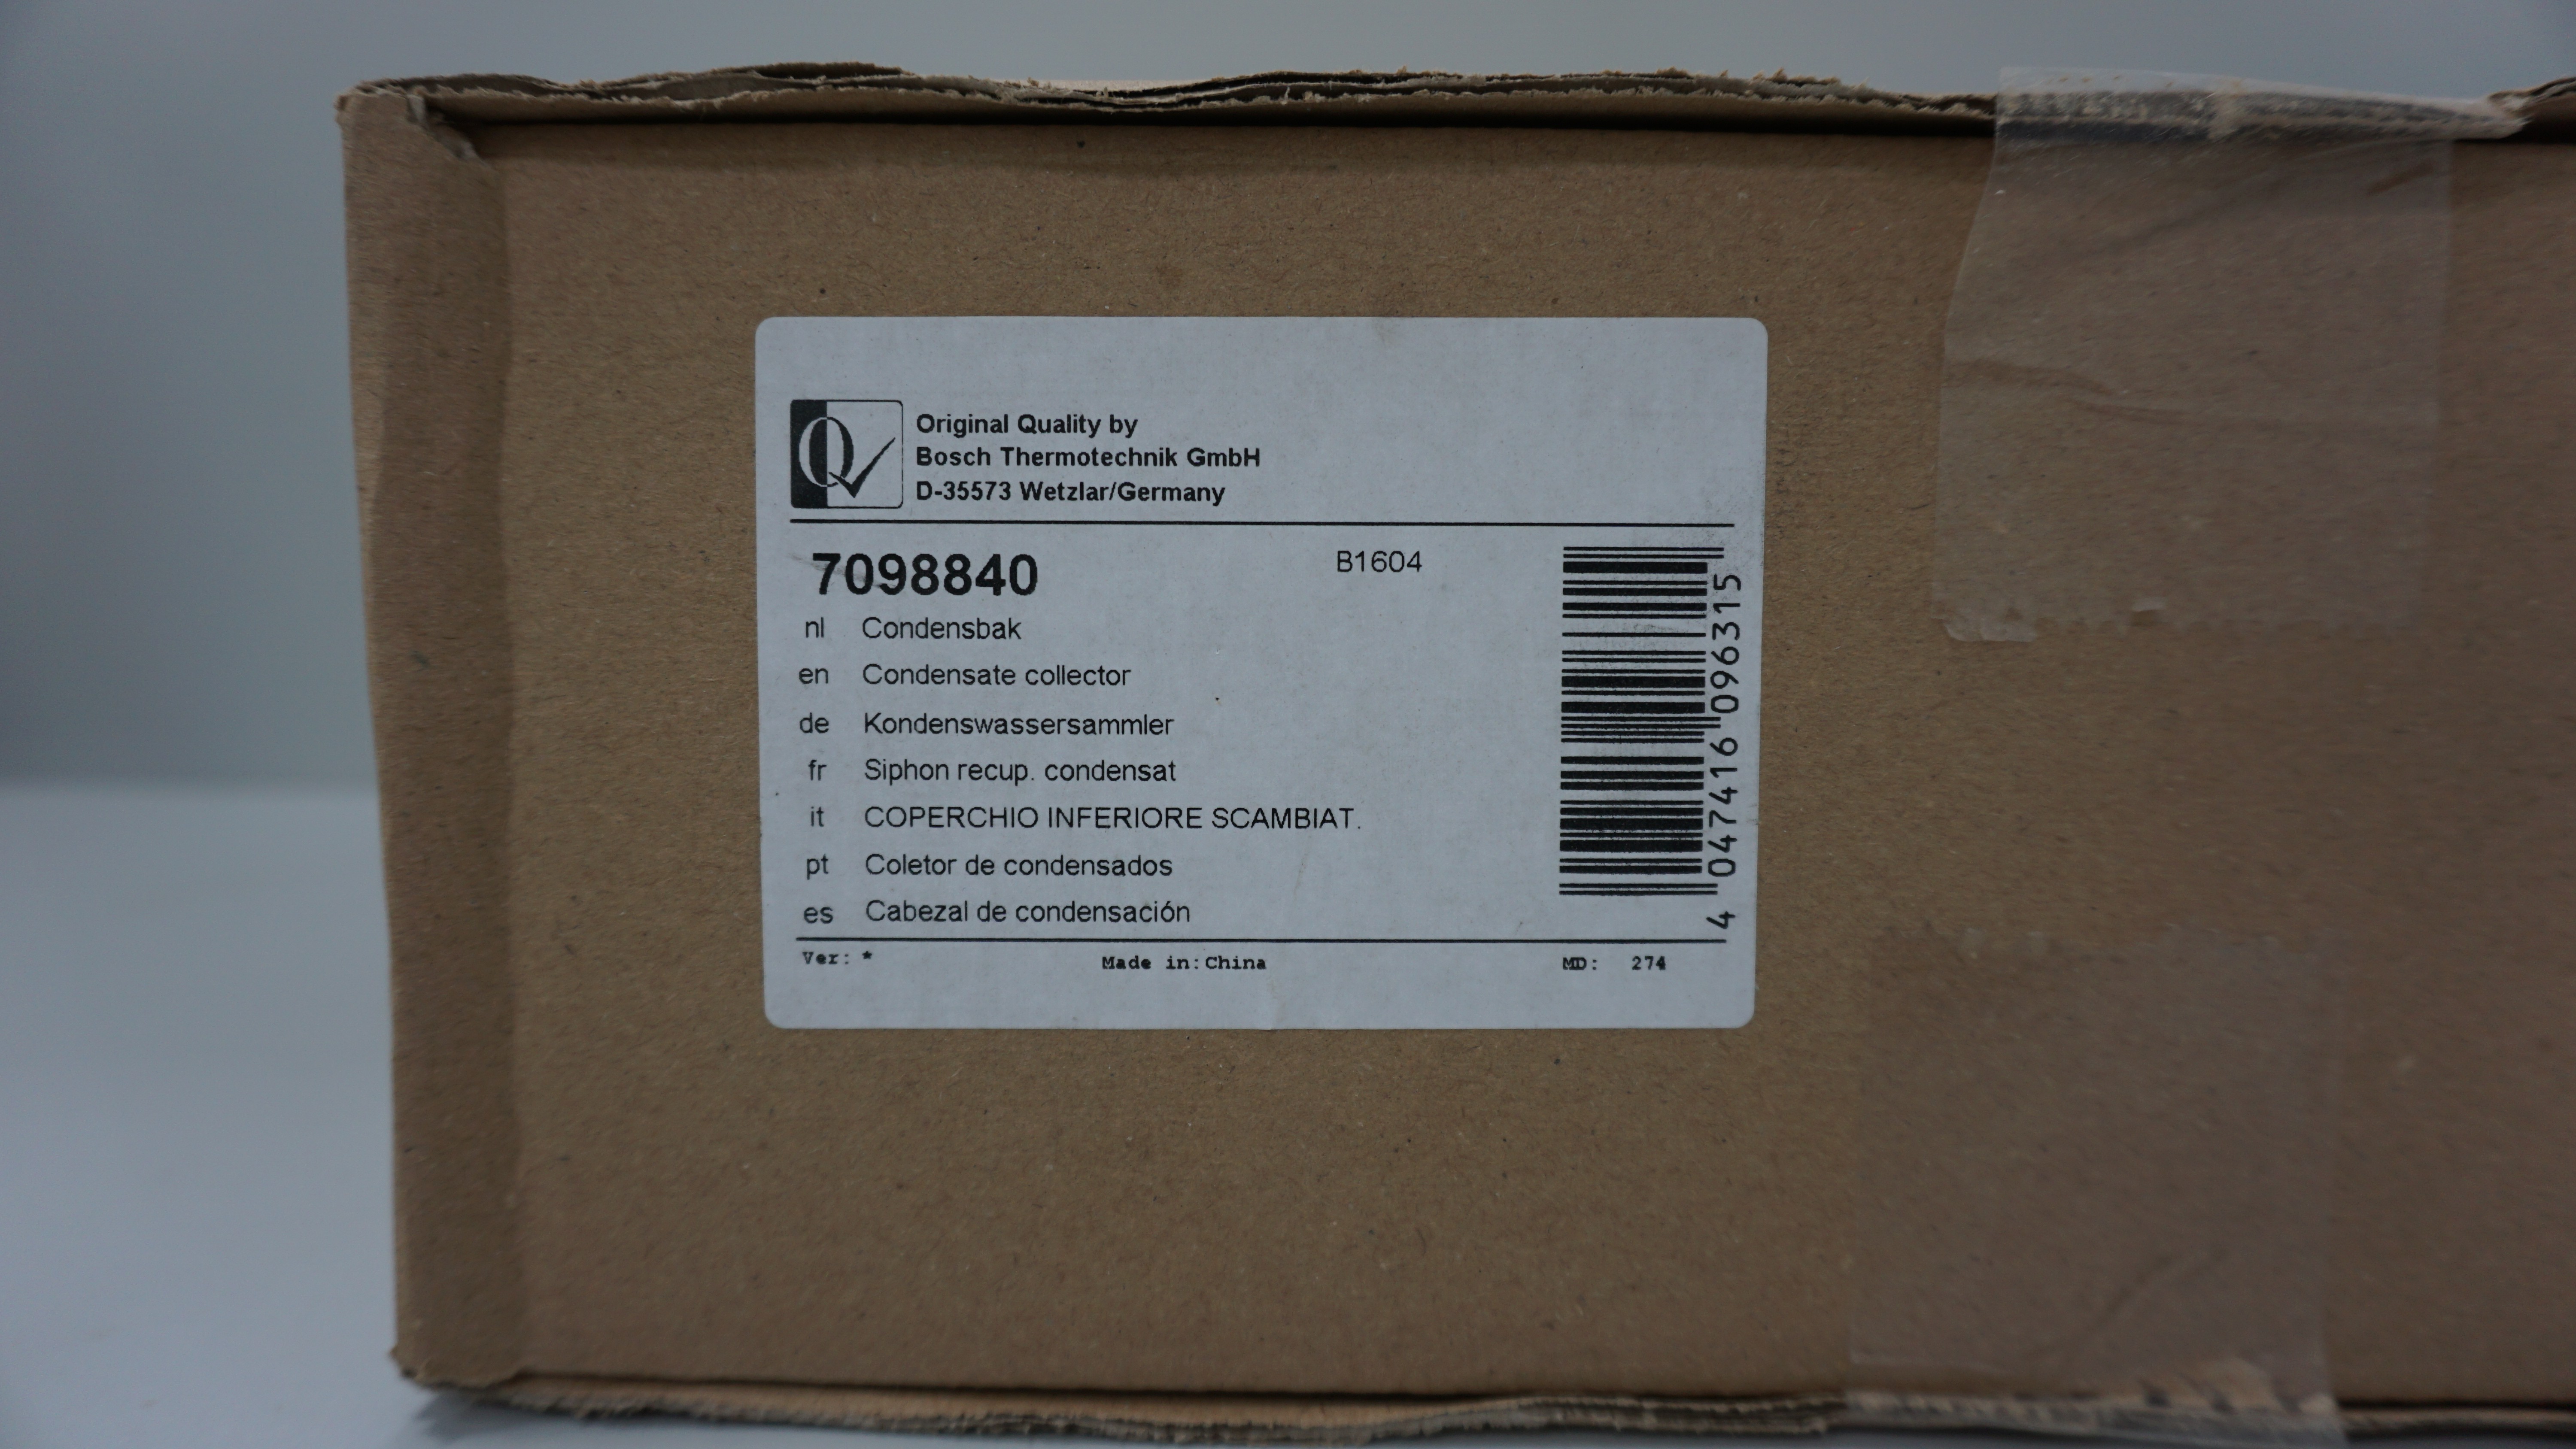 Q
Original Quality by
Bosch Thermotechnik GmbH
D-35573 Wetzlar/Germany
7098840 B1604
nl Condensbak
en Condensate collector
de Kondenswassersammler
fr Siphon recup. condensat
it COPERCHIO INFERIORE SCAMBIAT.
pt Coletor de condensados
es Cabezal de condensación
4 047416 096315
Ver: * Made in:China MD: 274